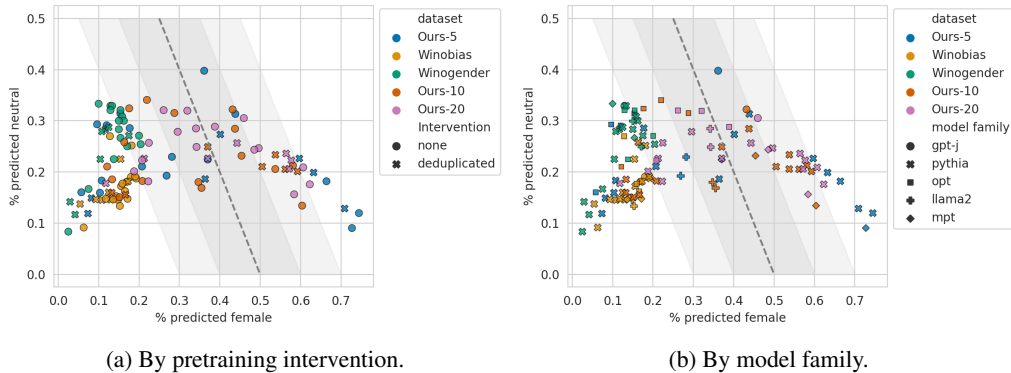 0.5
0.4
0.3
0.2
0.1
0.0
% predicted neutral
0.0 0.1 0.2 0.3 0.4 0.5 0.6 0.7
% predicted female
dataset
Ours-5
Winobias
Winogender
Ours-10
Ours-20
Intervention
none
deduplicated
(a) By pretraining intervention.
0.5
0.4
0.3
0.2
0.1
0.0
% predicted neutral
0.0 0.1 0.2 0.3 0.4 0.5 0.6 0.7
% predicted female
dataset
Ours-5
Winobias
Winogender
Ours-10
Ours-20
model family
gpt-j
pythia
opt
llama2
mpt
(b) By model family.